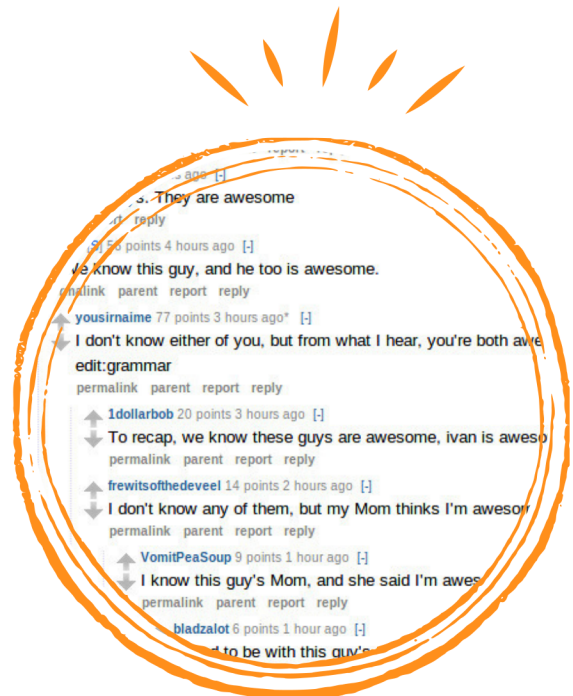 ago [-]
They are awesome
reply
56 points 4 hours ago [-]
know this guy, and he too is awesome.
parent report reply
yousirnaime 77 points 3 hours ago* [-]
I don't know either of you, but from what I hear, you're both awe
edit:grammar
permalink parent report reply
1dollarbob 20 points 3 hours ago [-]
To recap, we know these guys are awesome, ivan is aweso
permalink parent report reply
frewitsofthedeveel 14 points 2 hours ago [-]
I don't know any of them, but my Mom thinks I'm awesom
permalink parent report reply
VomitPeaSoup 9 points 1 hour ago [-]
I know this guy's Mom, and she said I'm awes
permalink parent report reply
bladzalot 6 points 1 hour ago [-]
to be with this guy's